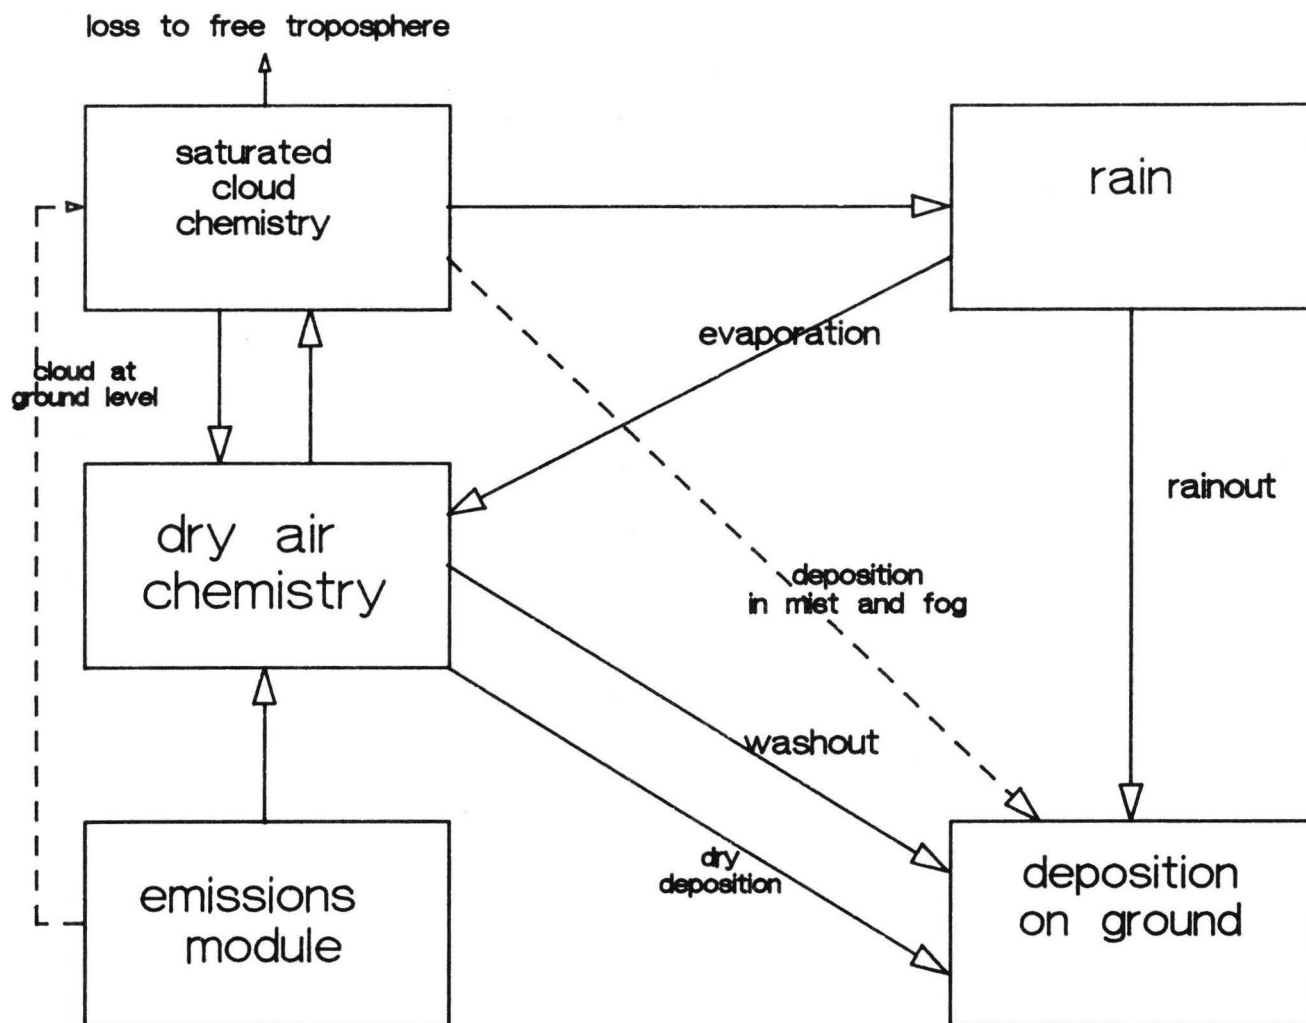 loss to free troposphere
saturated
cloud
chemistry
rain
evaporation
cloud at
ground level
rainout
dry air
chemistry
deposition
in mist and fog
washout
dry
deposition
emissions
module
deposition
on ground